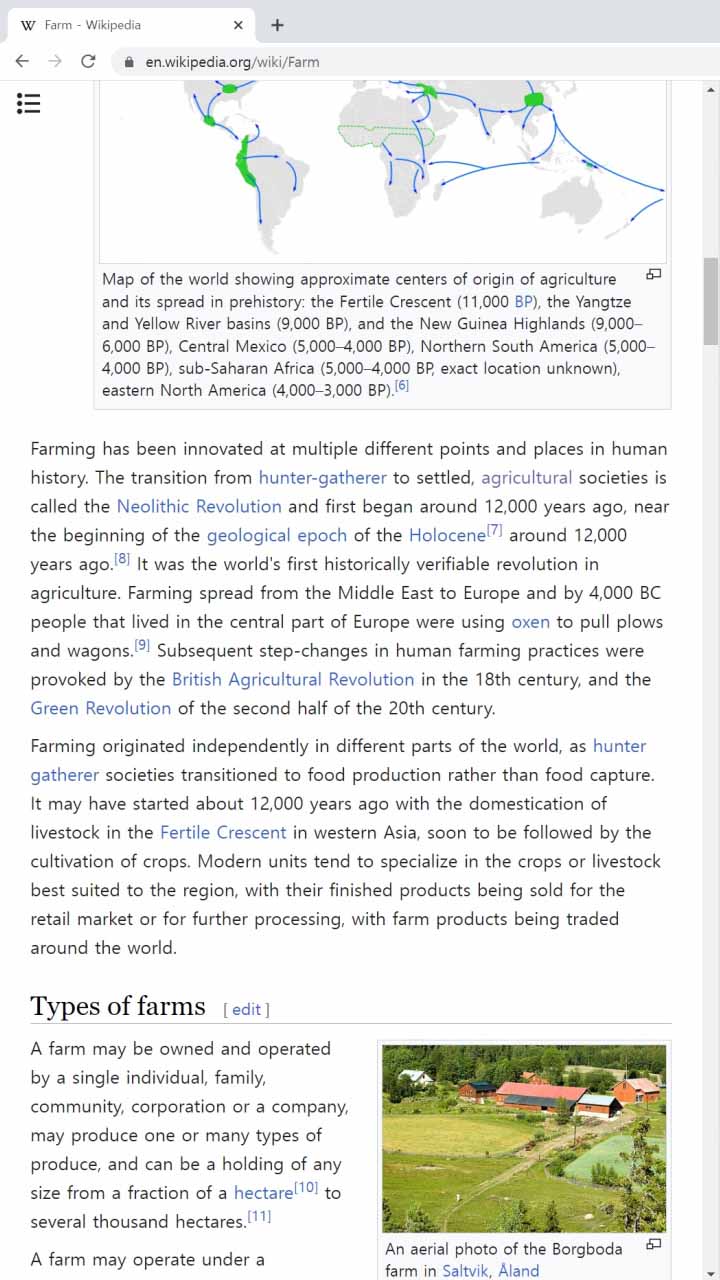 W Farm - Wikipedia
en.wikipedia.org/wiki/Farm
Map of the world showing approximate centers of origin of agriculture
and its spread in prehistory: the Fertile Crescent (11,000 BP), the Yangtze
and Yellow River basins (9,000 BP), and the New Guinea Highlands (9,000–
6,000 BP), Central Mexico (5,000–4,000 BP), Northern South America (5,000–
4,000 BP), sub-Saharan Africa (5,000–4,000 BP, exact location unknown),
eastern North America (4,000–3,000 BP).[6]
Farming has been innovated at multiple different points and places in human
history. The transition from hunter-gatherer to settled, agricultural societies is
called the Neolithic Revolution and first began around 12,000 years ago, near
the beginning of the geological epoch of the Holocene[7] around 12,000
years ago.[8] It was the world's first historically verifiable revolution in
agriculture. Farming spread from the Middle East to Europe and by 4,000 BC
people that lived in the central part of Europe were using oxen to pull plows
and wagons.[9] Subsequent step-changes in human farming practices were
provoked by the British Agricultural Revolution in the 18th century, and the
Green Revolution of the second half of the 20th century.
Farming originated independently in different parts of the world, as hunter
gatherer societies transitioned to food production rather than food capture.
It may have started about 12,000 years ago with the domestication of
livestock in the Fertile Crescent in western Asia, soon to be followed by the
cultivation of crops. Modern units tend to specialize in the crops or livestock
best suited to the region, with their finished products being sold for the
retail market or for further processing, with farm products being traded
around the world.
Types of farms [ edit ]
A farm may be owned and operated
by a single individual, family,
community, corporation or a company,
may produce one or many types of
produce, and can be a holding of any
size from a fraction of a hectare[10] to
several thousand hectares.[11]
A farm may operate under a
An aerial photo of the Borgboda
farm in Saltvik, Åland